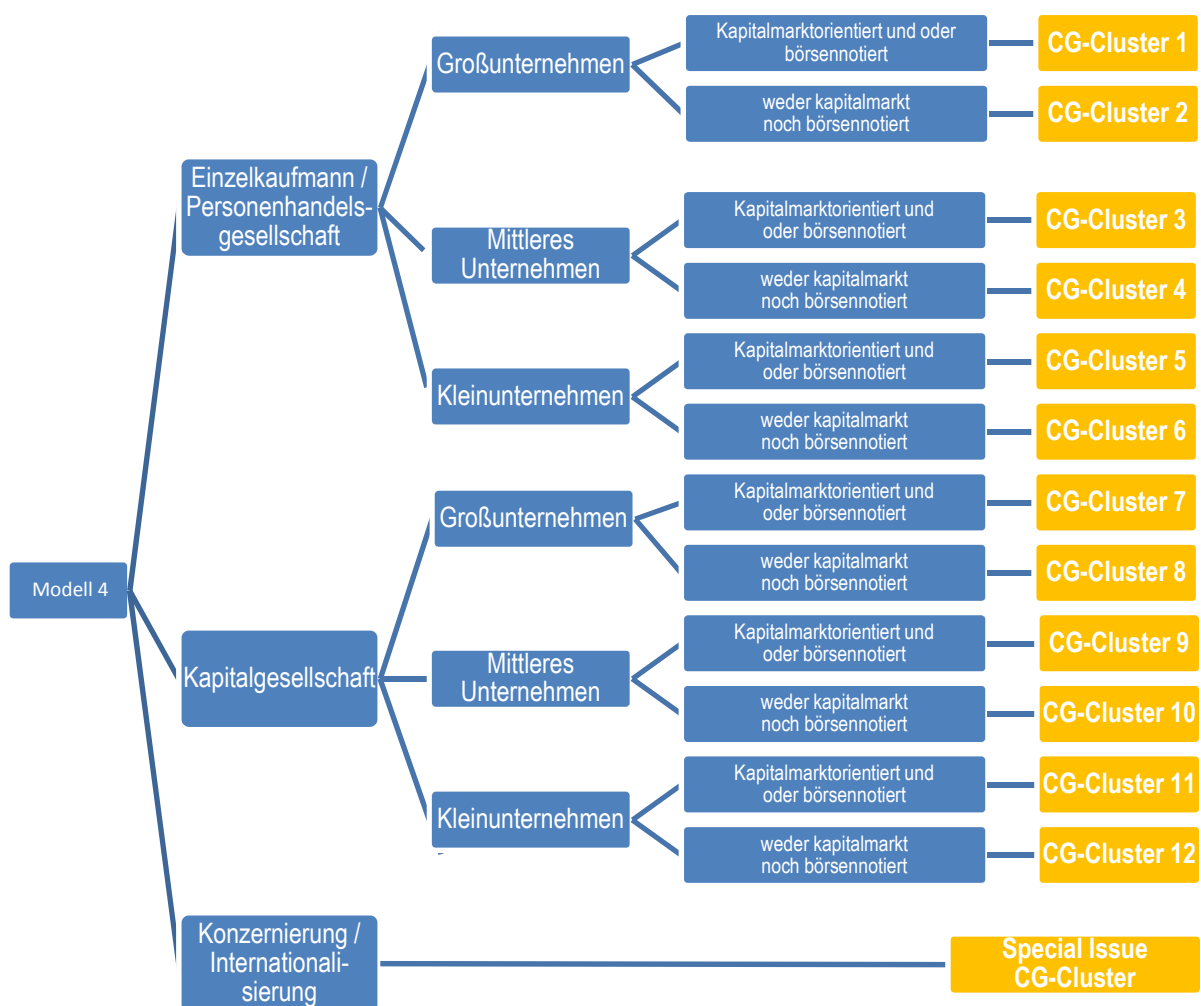 Modell 4
Einzelkaufmann /
Personenhandels-
gesellschaft
Großunternehmen
Kapitalmarktorientiert und oder
börsennotiert
CG-Cluster 1
weder kapitalmarkt
noch börsennotiert
CG-Cluster 2
Mittleres
Unternehmen
Kapitalmarktorientiert und
oder börsennotiert
CG-Cluster 3
weder kapitalmarkt
noch börsennotiert
CG-Cluster 4
Kleinunternehmen
Kapitalmarktorientiert und
oder börsennotiert
CG-Cluster 5
weder kapitalmarkt
noch börsennotiert
CG-Cluster 6
Kapitalgesellschaft
Großunternehmen
Kapitalmarktorientiert und
oder börsennotiert
CG-Cluster 7
weder kapitalmarkt
noch börsennotiert
CG-Cluster 8
Mittleres
Unternehmen
Kapitalmarktorientiert und
oder börsennotiert
CG-Cluster 9
weder kapitalmarkt
noch börsennotiert
CG-Cluster 10
Kleinunternehmen
Kapitalmarktorientiert und
oder börsennotiert
CG-Cluster 11
weder kapitalmarkt
noch börsennotiert
CG-Cluster 12
Konzernierung /
Internationali-
sierung
Special Issue
CG-Cluster